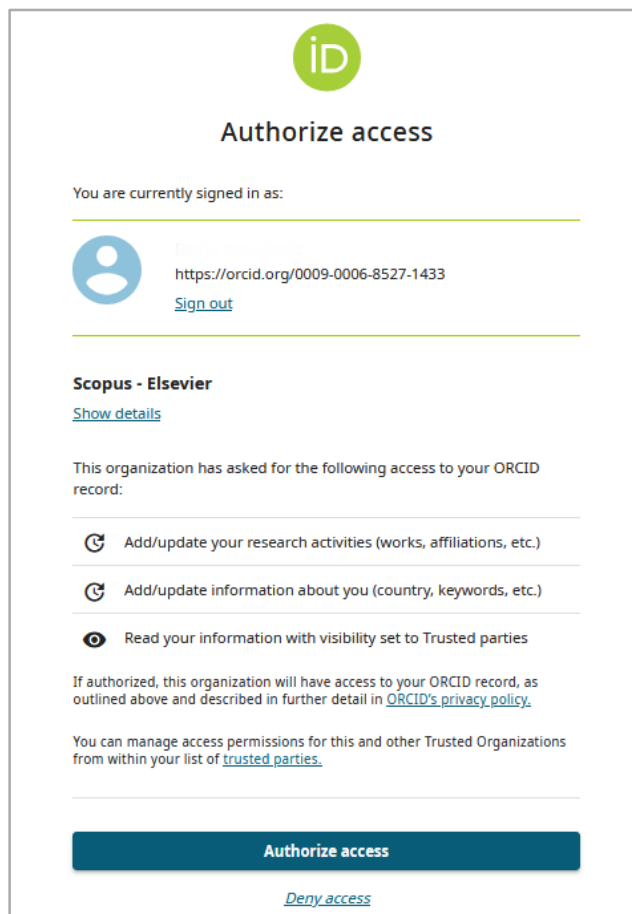 iD
Authorize access
You are currently signed in as:
https://orcid.org/0009-0006-8527-1433
Sign out
Scopus - Elsevier
Show details
This organization has asked for the following access to your ORCID
record:
Add/update your research activities (works, affiliations, etc.)
Add/update information about you (country, keywords, etc.)
Read your information with visibility set to Trusted parties
If authorized, this organization will have access to your ORCID record, as
outlined above and described in further detail in ORCID's privacy policy.
You can manage access permissions for this and other Trusted Organizations
from within your list of trusted parties.
Authorize access
Deny access